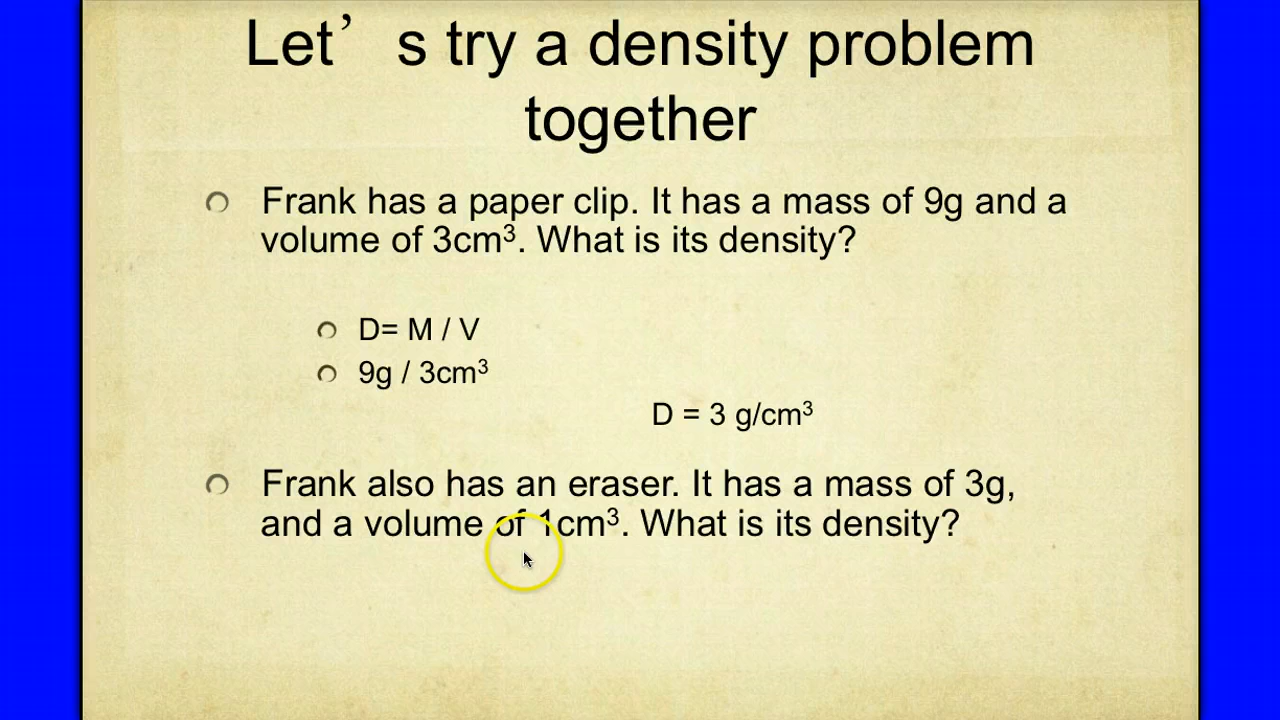 Let’ s try a density problem
together
Frank has a paper clip. It has a mass of 9g and a
volume of 3cm³. What is its density?
D= M / V
9g / 3cm³
D = 3 g/cm³
Frank also has an eraser. It has a mass of 3g,
and a volume of 1cm³. What is its density?